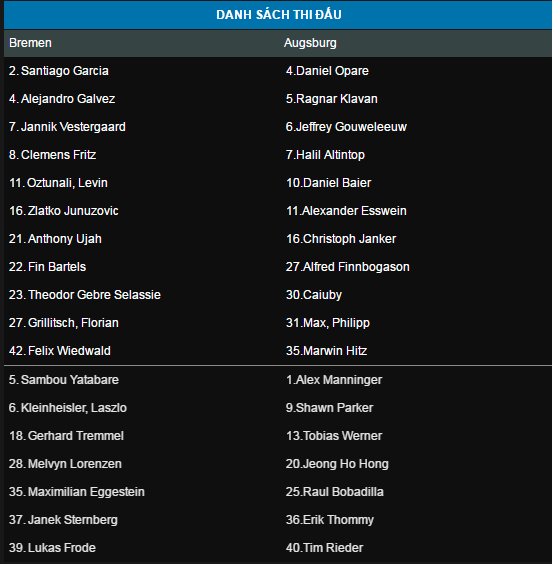 DANH SÁCH THI ĐẤU
Bremen Augsburg
2. Santiago Garcia 4.Daniel Opare
4. Alejandro Galvez 5.Ragnar Klavan
7. Jannik Vestergaard 6.Jeffrey Gouweleeuw
8. Clemens Fritz 7.Halil Altintop
11. Oztunali, Levin 10.Daniel Baier
16. Zlatko Junuzovic 11.Alexander Esswein
21. Anthony Ujah 16.Christoph Janker
22. Fin Bartels 27.Alfred Finnbogason
23. Theodor Gebre Selassie 30.Caiuby
27. Grillitsch, Florian 31.Max, Philipp
42. Felix Wiedwald 35.Marwin Hitz
5. Sambou Yatabare 1.Alex Manninger
6. Kleinheisler, Laszlo 9.Shawn Parker
18. Gerhard Tremmel 13.Tobias Werner
28. Melvyn Lorenzen 20.Jeong Ho Hong
35. Maximilian Eggestein 25.Raul Bobadilla
37. Janek Sternberg 36.Erik Thommy
39. Lukas Frode 40.Tim Rieder